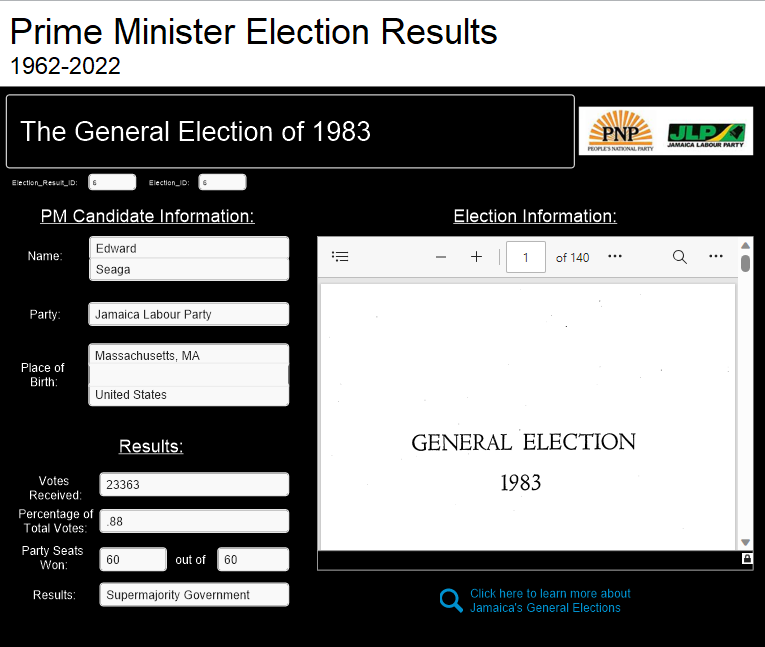 Prime Minister Election Results
1962-2022
The General Election of 1983
PNP
PEOPLE'S NATIONAL PARTY
JLP
JAMAICA LABOUR PARTY
Election_Result_ID: 6 Election_ID: 6
PM Candidate Information:
Name: Edward
Seaga
Party: Jamaica Labour Party
Place of Birth: Massachusetts, MA
United States
Results:
Votes Received: 23363
Percentage of Total Votes: .88
Party Seats Won: 60 out of 60
Results: Supermajority Government
Election Information:
1 of 140
GENERAL ELECTION
1983
Click here to learn more about
Jamaica's General Elections